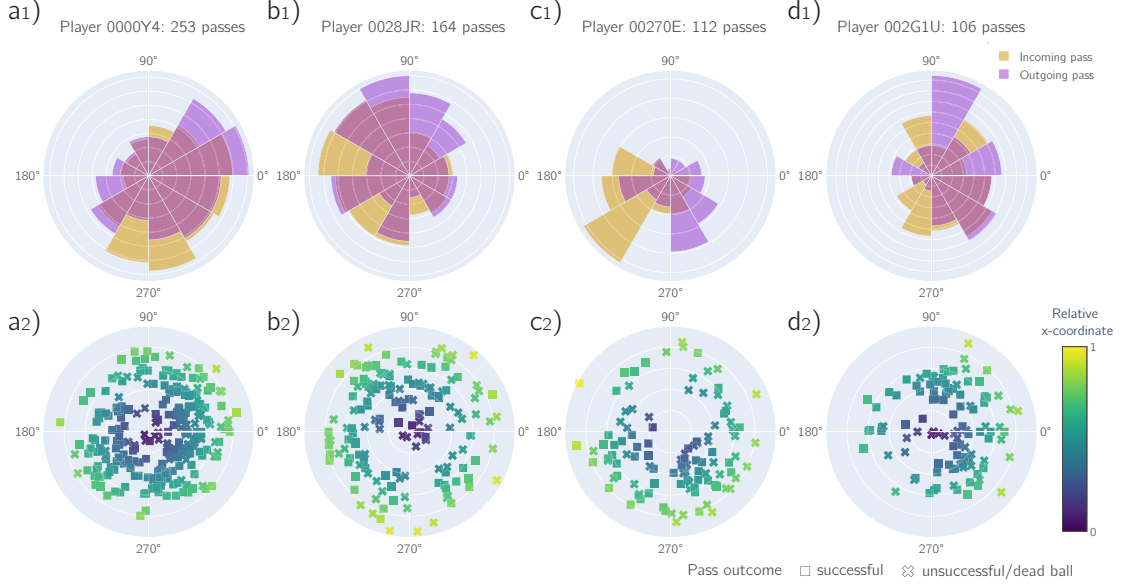 a1)
Player 0000Y4: 253 passes
b1)
Player 0028JR: 164 passes
c1)
Player 00270E: 112 passes
d1)
Player 002G1U: 106 passes
Incoming pass
Outgoing pass
90°
90°
90°
90°
180°
0°
180°
0°
180°
0°
180°
0°
270°
270°
270°
270°
a2)
b2)
c2)
d2)
90°
90°
90°
90°
Relative
x-coordinate
1
180°
0°
180°
0°
180°
0°
180°
0°
0
270°
270°
270°
270°
Pass outcome
successful
unsuccessful/dead ball